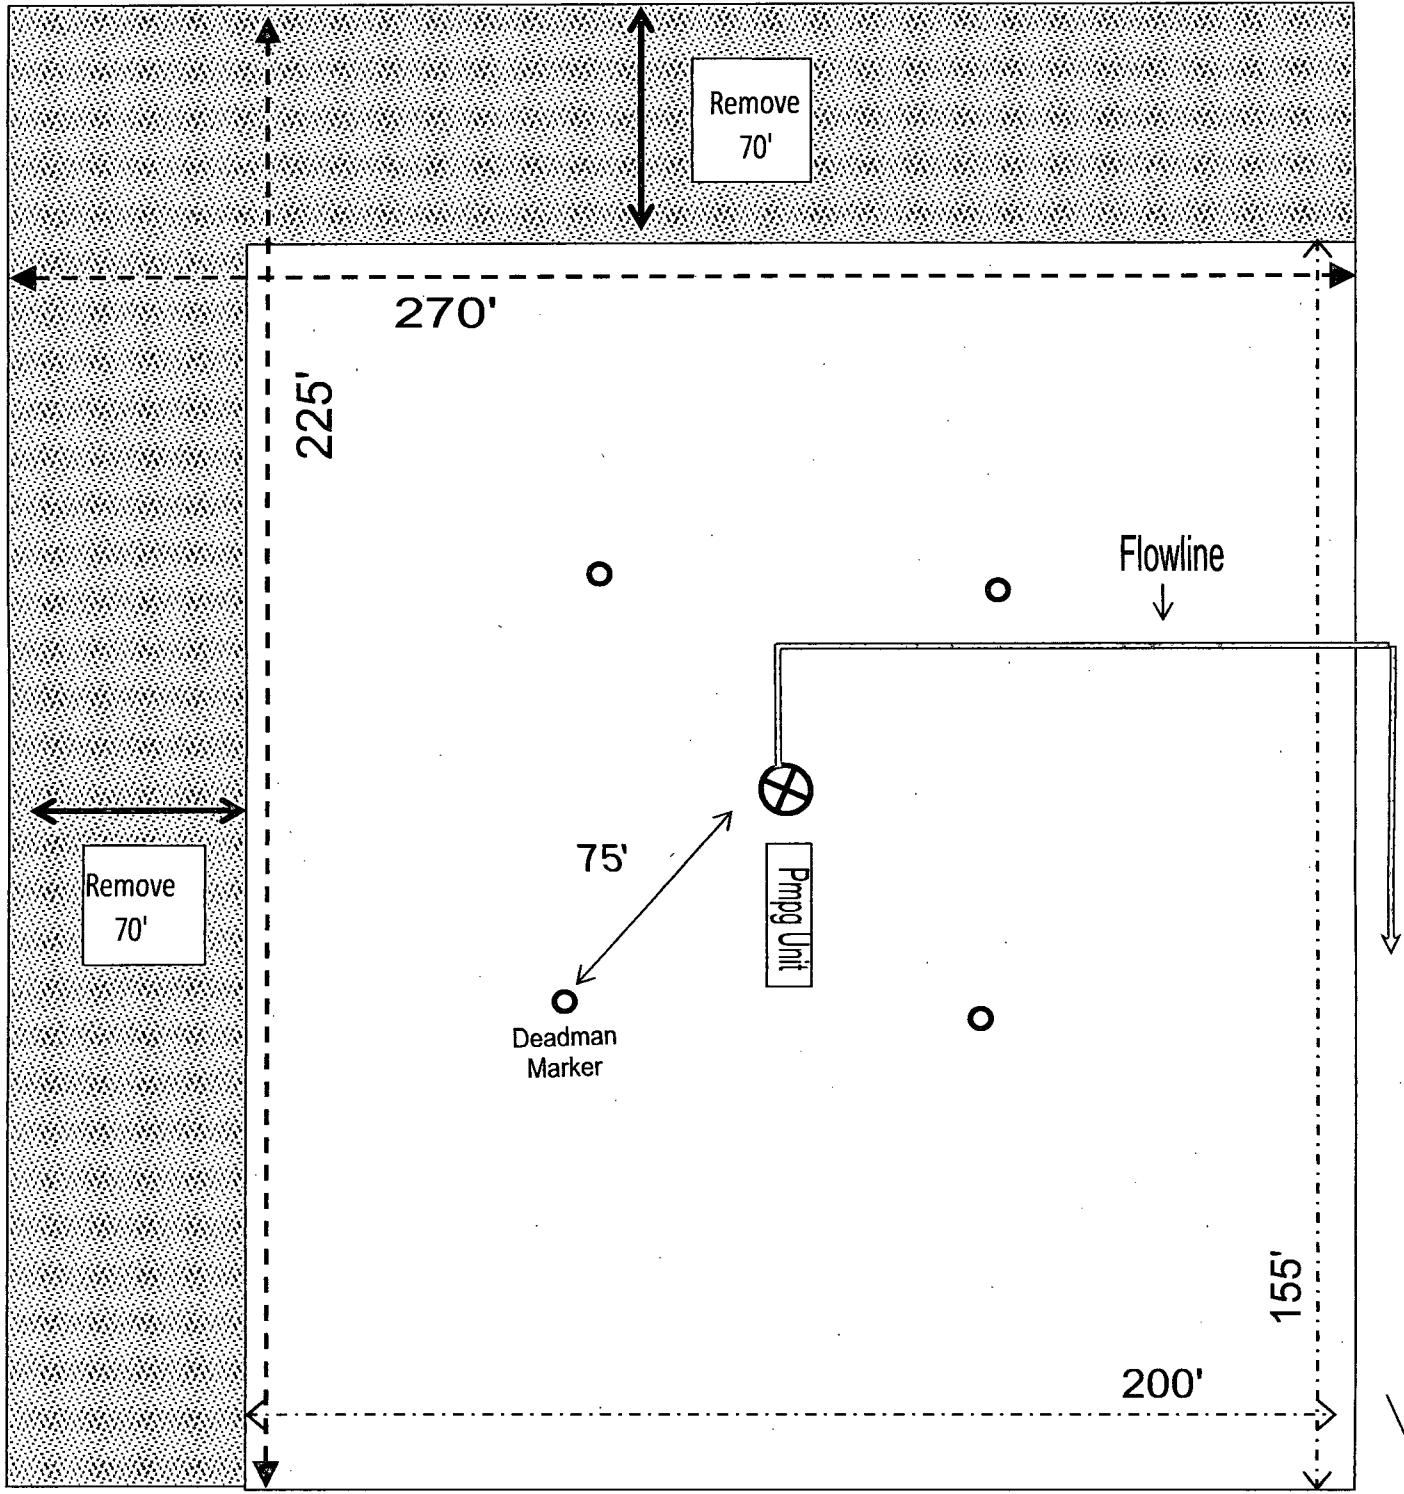 Remove
70'
270'
225'
Flowline
75'
Pmpg Unit
Remove
70'
Deadman
Marker
155'
200'